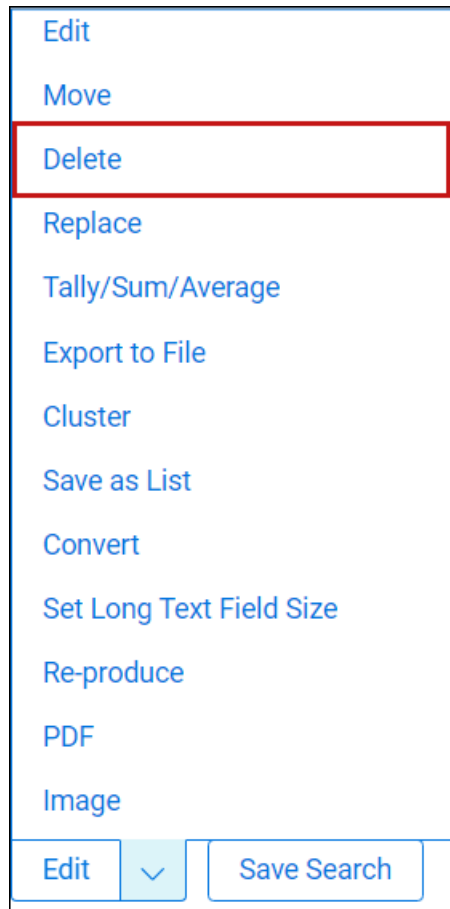 Edit
Move
Delete
Replace
Tally/Sum/Average
Export to File
Cluster
Save as List
Convert
Set Long Text Field Size
Re-produce
PDF
Image
Edit Save Search